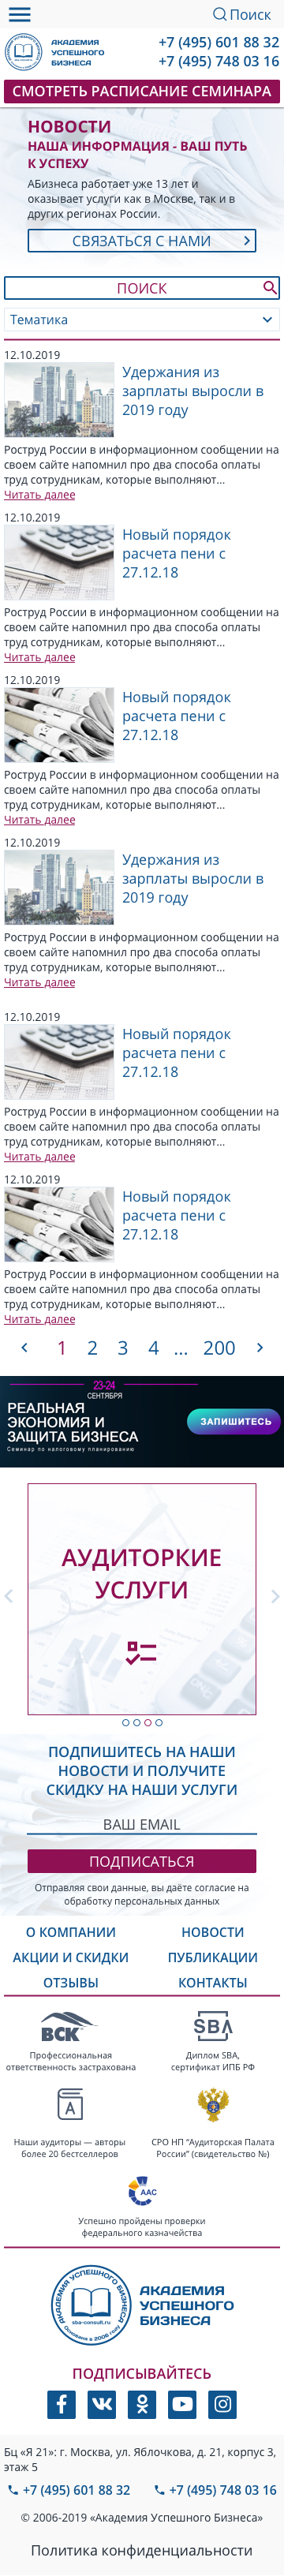 Поиск
АКАДЕМИЯ
УСПЕШНОГО
БИЗНЕСА
+7 (495) 601 88 32
+7 (495) 748 03 16
СМОТРЕТЬ РАСПИСАНИЕ СЕМИНАРА
НОВОСТИ
НАША ИНФОРМАЦИЯ - ВАШ ПУТЬ
К УСПЕХУ
АБизнеса работает уже 13 лет и
оказывает услуги как в Москве, так и в
других регионах России.
СВЯЗАТЬСЯ С НАМИ
ПОИСК
Тематика
12.10.2019
Удержания из
зарплаты выросли в
2019 году
Роструд России в информационном сообщении на
своем сайте напомнил про два способа оплаты
труд сотрудникам, которые выполняют...
Читать далее
12.10.2019
Новый порядок
расчета пени с
27.12.18
Роструд России в информационном сообщении на
своем сайте напомнил про два способа оплаты
труд сотрудникам, которые выполняют...
Читать далее
12.10.2019
Новый порядок
расчета пени с
27.12.18
Роструд России в информационном сообщении на
своем сайте напомнил про два способа оплаты
труд сотрудникам, которые выполняют...
Читать далее
12.10.2019
Удержания из
зарплаты выросли в
2019 году
Роструд России в информационном сообщении на
своем сайте напомнил про два способа оплаты
труд сотрудникам, которые выполняют...
Читать далее
12.10.2019
Новый порядок
расчета пени с
27.12.18
Роструд России в информационном сообщении на
своем сайте напомнил про два способа оплаты
труд сотрудникам, которые выполняют...
Читать далее
12.10.2019
Новый порядок
расчета пени с
27.12.18
Роструд России в информационном сообщении на
своем сайте напомнил про два способа оплаты
труд сотрудникам, которые выполняют...
Читать далее
1 2 3 4 ... 200
23-24
СЕНТЯБРЯ
РЕАЛЬНАЯ
ЭКОНОМИЯ И
ЗАЩИТА БИЗНЕСА
Семинар по налоговому планированию
ЗАПИШИТЕСЬ
АУДИТОРКИЕ
УСЛУГИ
ПОДПИШИТЕСЬ НА НАШИ
НОВОСТИ И ПОЛУЧИТЕ
СКИДКУ НА НАШИ УСЛУГИ
ВАШ EMAIL
ПОДПИСАТЬСЯ
Отправляя свои данные, вы даёте согласие на
обработку персональных данных
О КОМПАНИИ НОВОСТИ
АКЦИИ И СКИДКИ ПУБЛИКАЦИИ
ОТЗЫВЫ КОНТАКТЫ
ВСК
Профессиональная
ответственность застрахована
SBA
Диплом SBA,
сертификат ИПБ РФ
Наши аудиторы — авторы
более 20 бестселлеров
СРО НП "Аудиторская Палата
России" (свидетельство №)
ААС
Успешно пройдены проверки
федерального казначейства
Академия Успешного Бизнеса
sba-consult.ru
Основана в 2006 году
АКАДЕМИЯ
УСПЕШНОГО
БИЗНЕСА
ПОДПИСЫВАЙТЕСЬ
Бц «Я 21»: г. Москва, ул. Яблочкова, д. 21, корпус 3,
этаж 5
+7 (495) 601 88 32 +7 (495) 748 03 16
© 2006-2019 «Академия Успешного Бизнеса»
Политика конфиденциальности